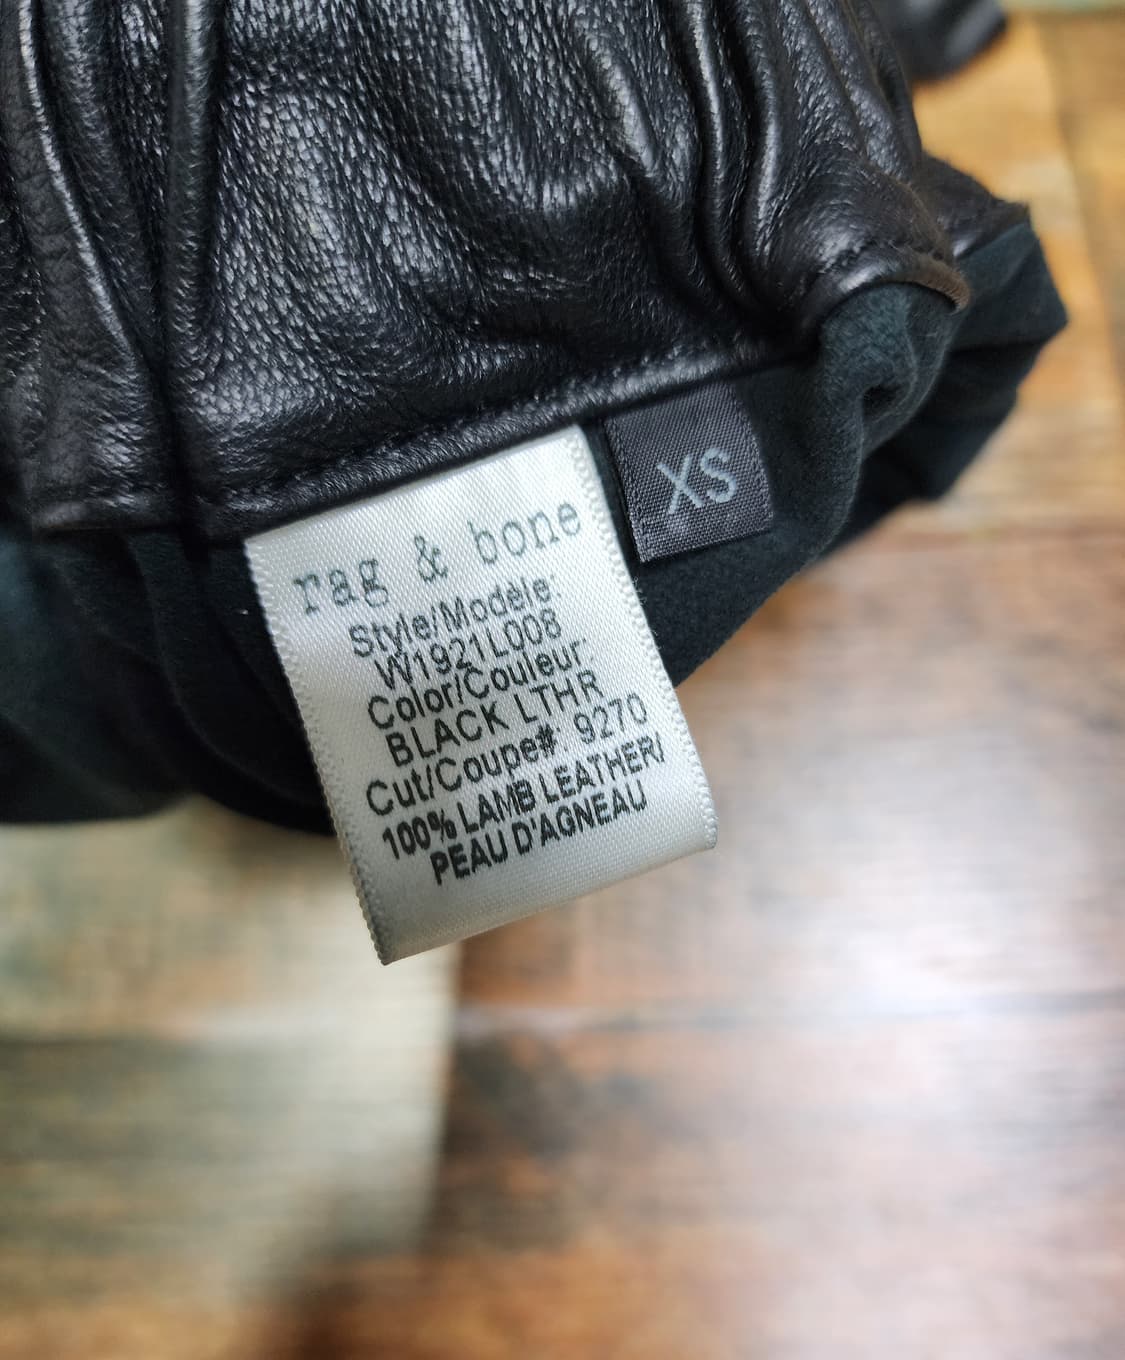 rag & bone
Style/Modèle:
W1921L008
Color/Couleur:
BLACK LTHR
Cut/Coupe#: 9270
100% LAMB LEATHER/
PEAU D'AGNEAU
XS